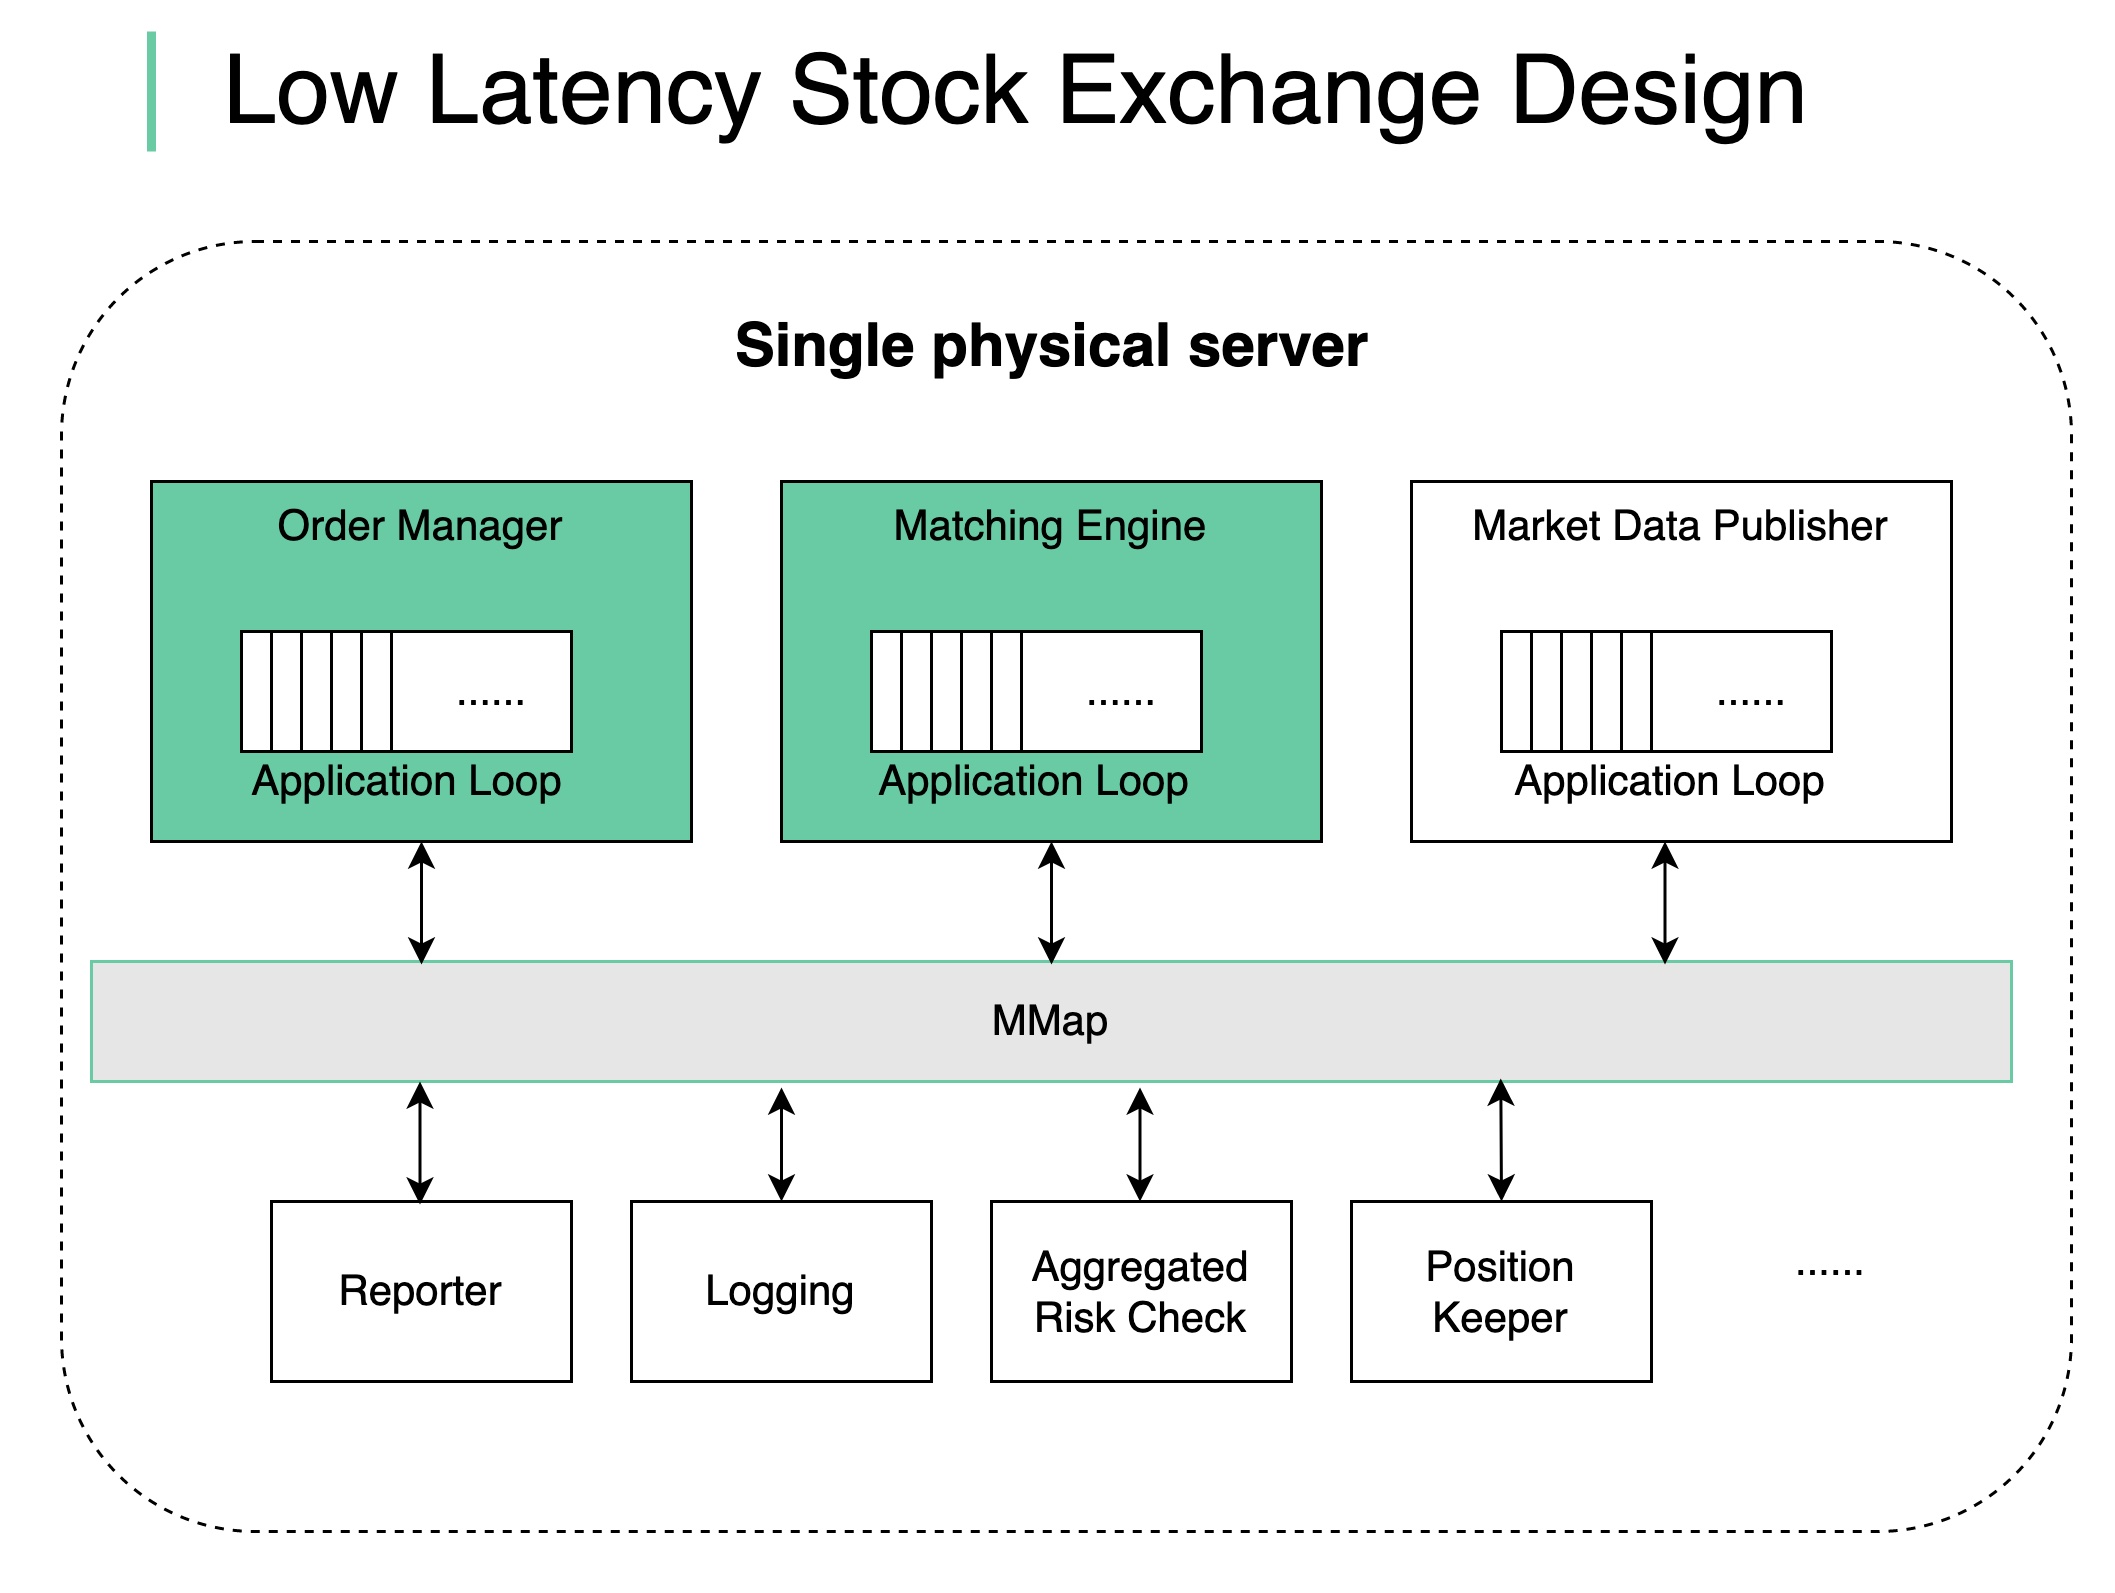 Low Latency Stock Exchange Design
Single physical server
Order Manager
Matching Engine
Market Data Publisher
......
......
......
Application Loop
Application Loop
Application Loop
MMap
Reporter
Logging
Aggregated
Risk Check
Position
Keeper
......